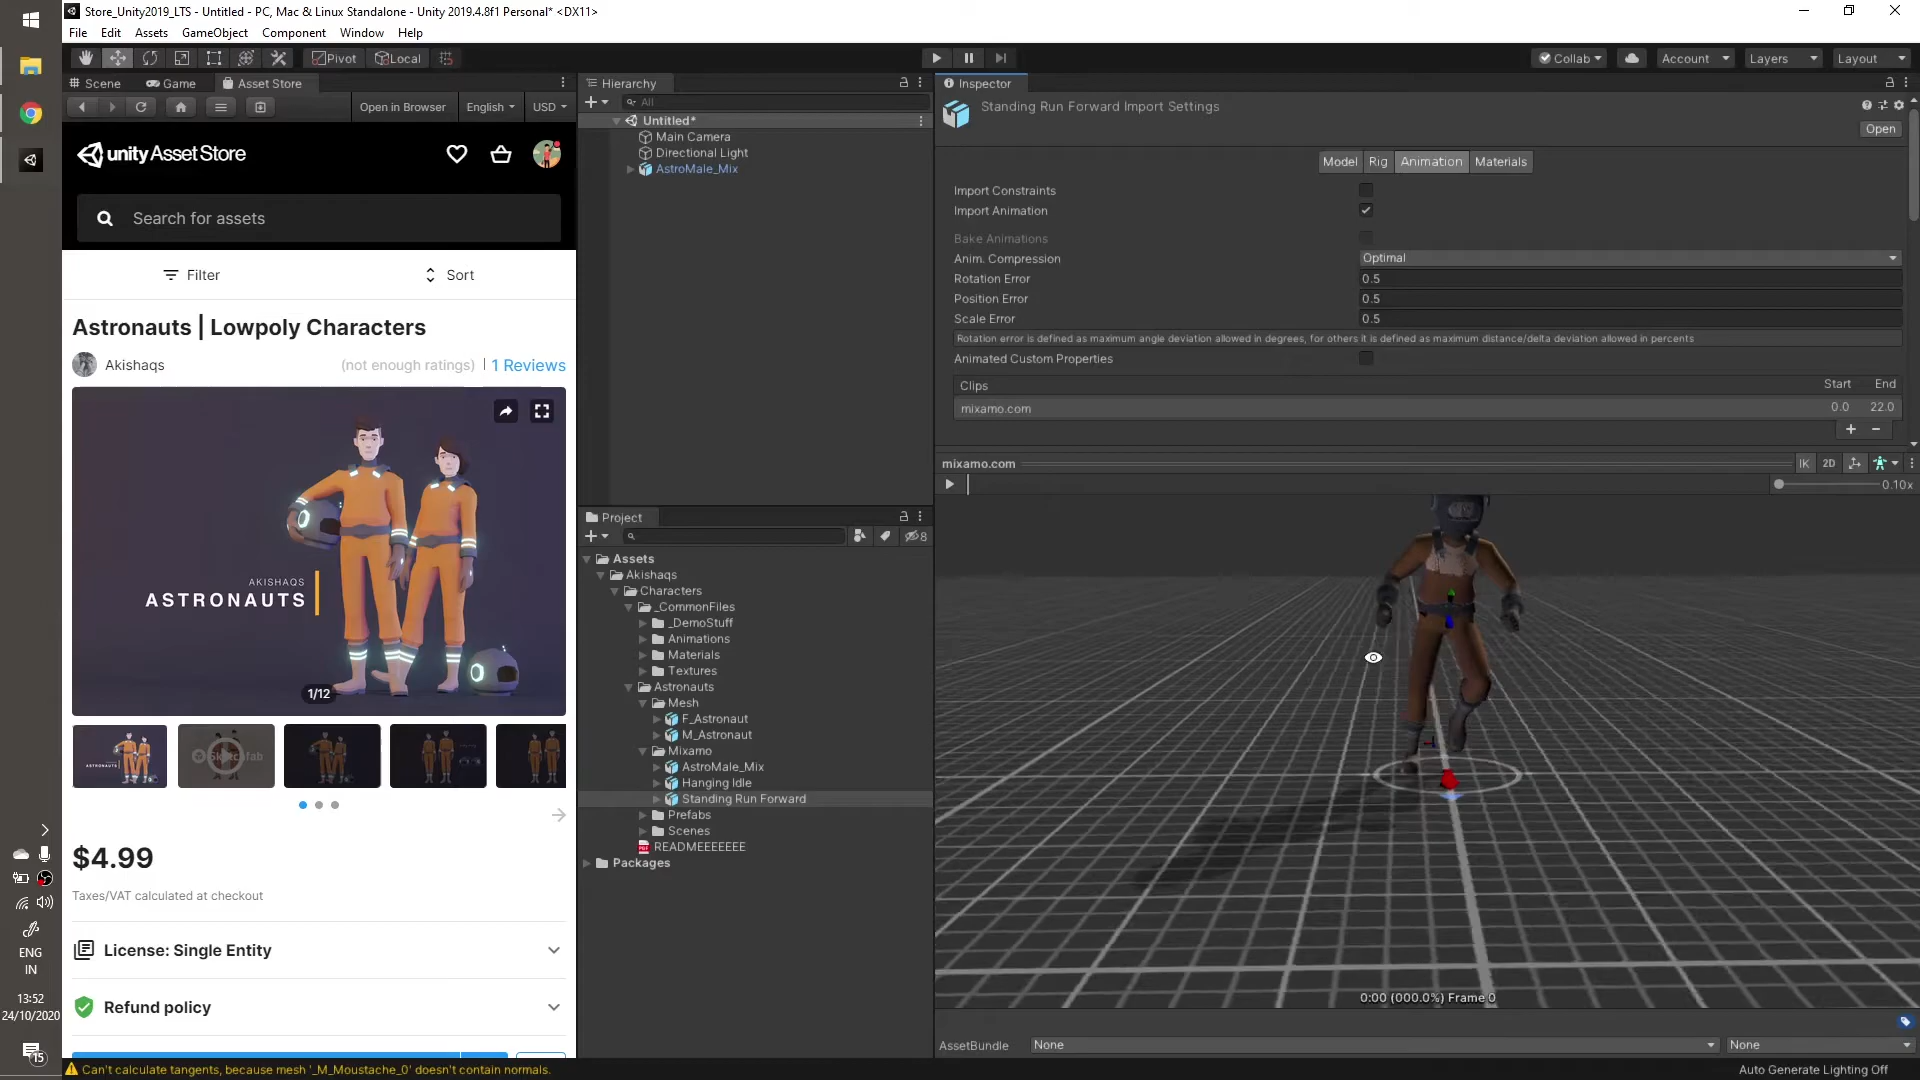 Store_Unity2019_LTS - Untitled - PC, Mac & Linux Standalone - Unity 2019.4.8f1 Personal* <DX11>
File Edit Assets GameObject Component Window Help
Pivot Local Collab Account Layers Layout
Scene Game Asset Store
Open in Browser English USD
unity Asset Store
Search for assets
Filter Sort
Astronauts | Lowpoly Characters
Akishaqs (not enough ratings) | 1 Reviews
AKISHAQS
ASTRONAUTS
1/12
Sketchfab
ASTRONAUTS
$4.99
Taxes/VAT calculated at checkout
License: Single Entity
Refund policy
Hierarchy
All
Untitled*
Main Camera
Directional Light
AstroMale_Mix
Project
8
Assets
Akishaqs
Characters
_CommonFiles
_DemoStuff
Animations
Materials
Textures
Astronauts
Mesh
F_Astronaut
M_Astronaut
Mixamo
AstroMale_Mix
Hanging Idle
Standing Run Forward
Prefabs
Scenes
READMEEEEEEE
Packages
Inspector
Standing Run Forward Import Settings
Open
Model Rig Animation Materials
Import Constraints
Import Animation
Bake Animations
Anim. Compression Optimal
Rotation Error 0.5
Position Error 0.5
Scale Error 0.5
Rotation error is defined as maximum angle deviation allowed in degrees, for others it is defined as maximum distance/delta deviation allowed in percents
Animated Custom Properties
Clips Start End
mixamo.com 0.0 22.0
+ −
mixamo.com IK 2D
0.10x
0:00 (000.0%) Frame 0
AssetBundle None None
ENG
IN
13:52
24/10/2020
15
Can't calculate tangents, because mesh '_M_Moustache_0' doesn't contain normals.
Auto Generate Lighting Off